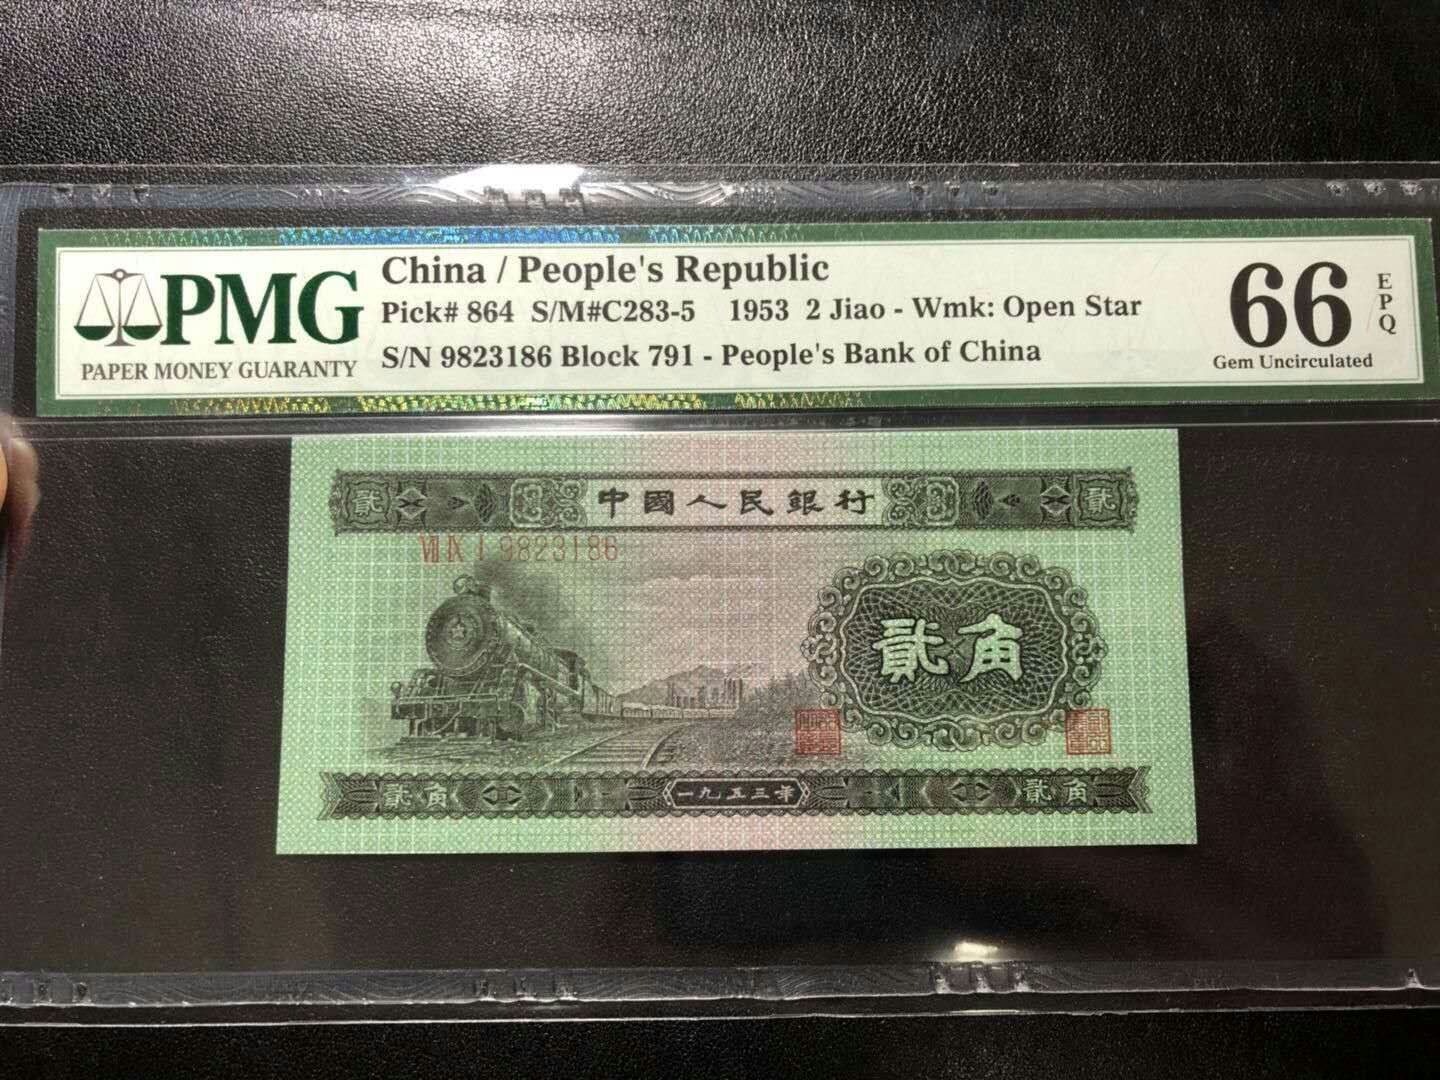 PMG
PAPER MONEY GUARANTY
China / People's Republic
Pick# 864 S/M#C283-5 1953 2 Jiao - Wmk: Open Star
S/N 9823186 Block 791 - People's Bank of China
66
EPQ
Gem Uncirculated
貳 中國人民銀行 貳
Ⅶ Ⅸ Ⅰ 9823186
貳角
貳角 一九五三年 貳角